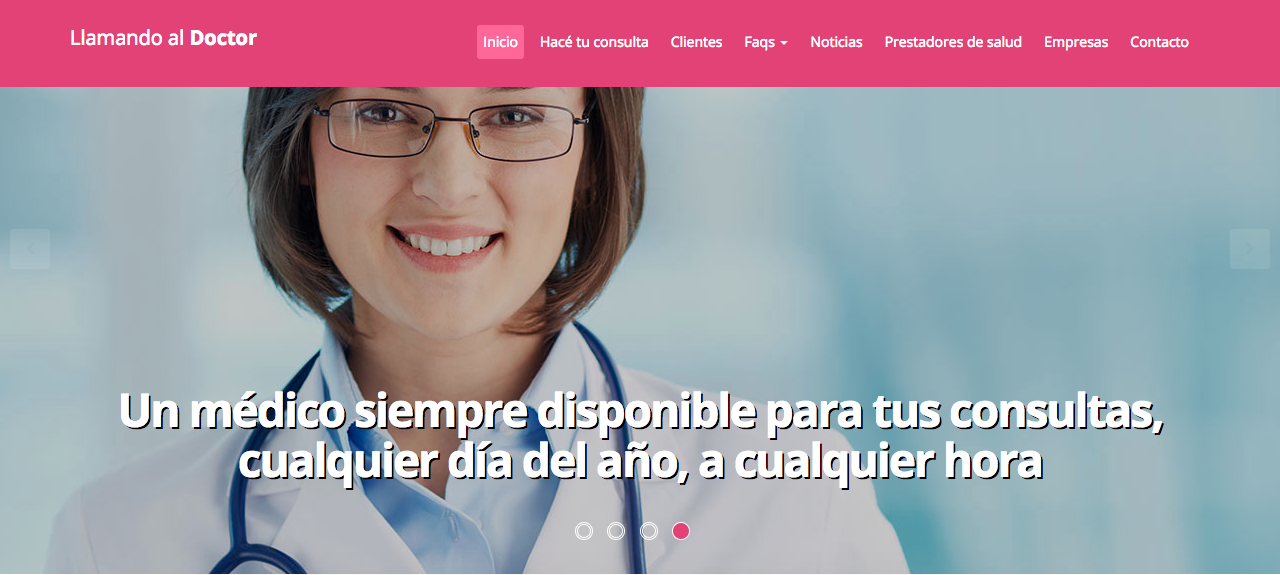 Llamando al Doctor
Inicio
Hacé tu consulta
Clientes
Faqs
Noticias
Prestadores de salud
Empresas
Contacto
Un médico siempre disponible para tus consultas,
cualquier día del año, a cualquier hora